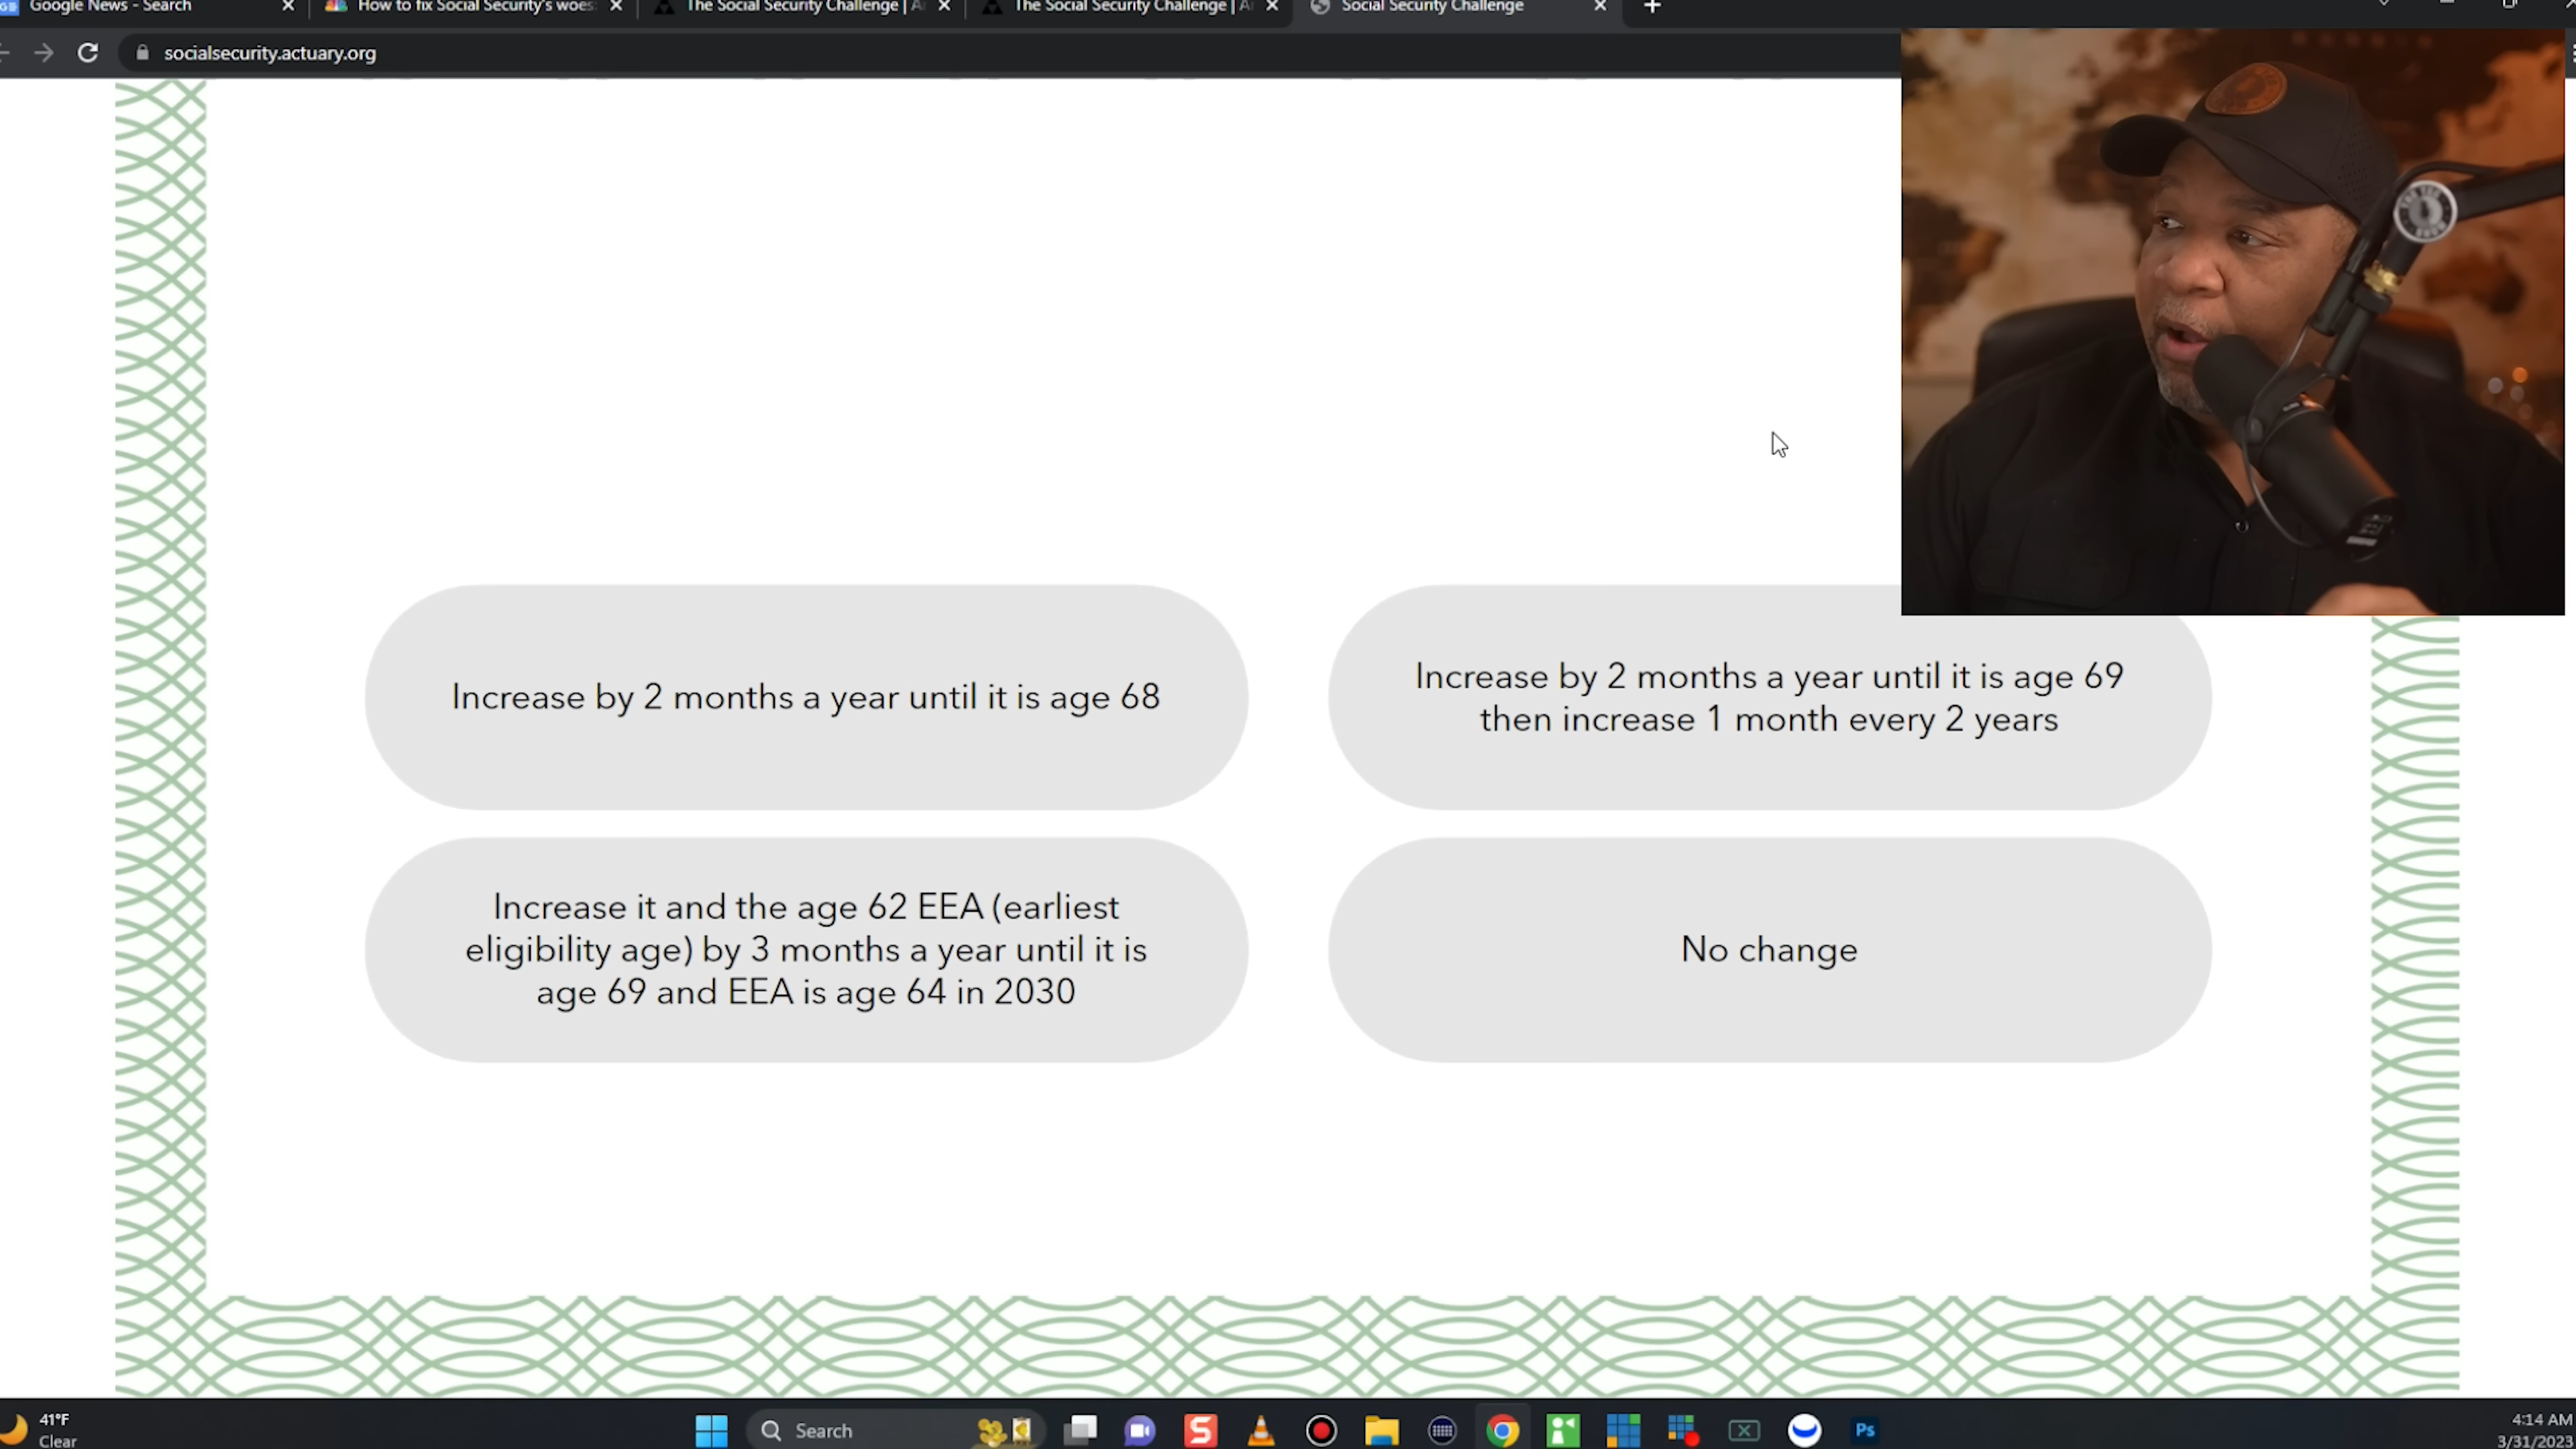 Google News - Search
How to fix Social Security's woes
The Social Security Challenge | A
The Social Security Challenge | A
Social Security Challenge
socialsecurity.actuary.org
Increase by 2 months a year until it is age 68
Increase by 2 months a year until it is age 69
then increase 1 month every 2 years
Increase it and the age 62 EEA (earliest
eligibility age) by 3 months a year until it is
age 69 and EEA is age 64 in 2030
No change
41°F
Clear
Search
Ps
4:14 AM
3/31/2023